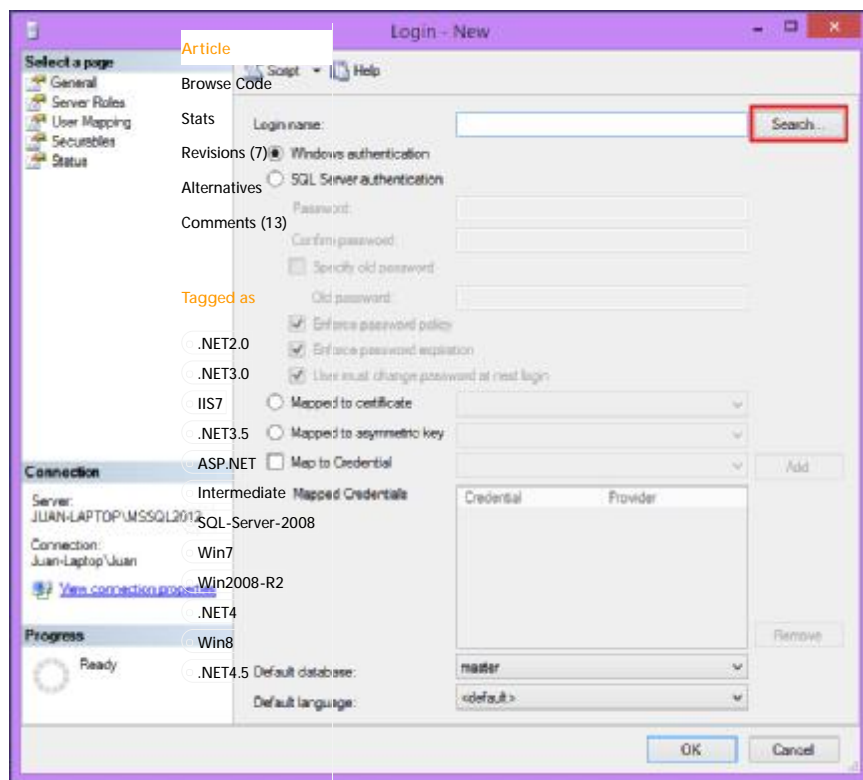 Login - New
Article
Select a page
Script
Help
General
Browse Code
Server Roles
Stats
User Mapping
Login name:
Search...
Securables
Revisions (7)
Windows authentication
Status
Alternatives
SQL Server authentication
Password:
Comments (13)
Confirm password:
Specify old password
Tagged as
Old password:
Enforce password policy
.NET2.0
Enforce password expiration
.NET3.0
User must change password at next login
IIS7
Mapped to certificate
.NET3.5
Mapped to asymmetric key
Connection
ASP.NET
Map to Credential
Add
Server:
Intermediate
Mapped Credentials
Credential
Provider
JUAN-LAPTOP\MSSQL2012
SQL-Server-2008
Connection:
Win7
Juan-Laptop\Juan
View connection properties
Win2008-R2
.NET4
Progress
Win8
Remove
Ready
.NET4.5
Default database:
master
Default language:
<default>
OK
Cancel